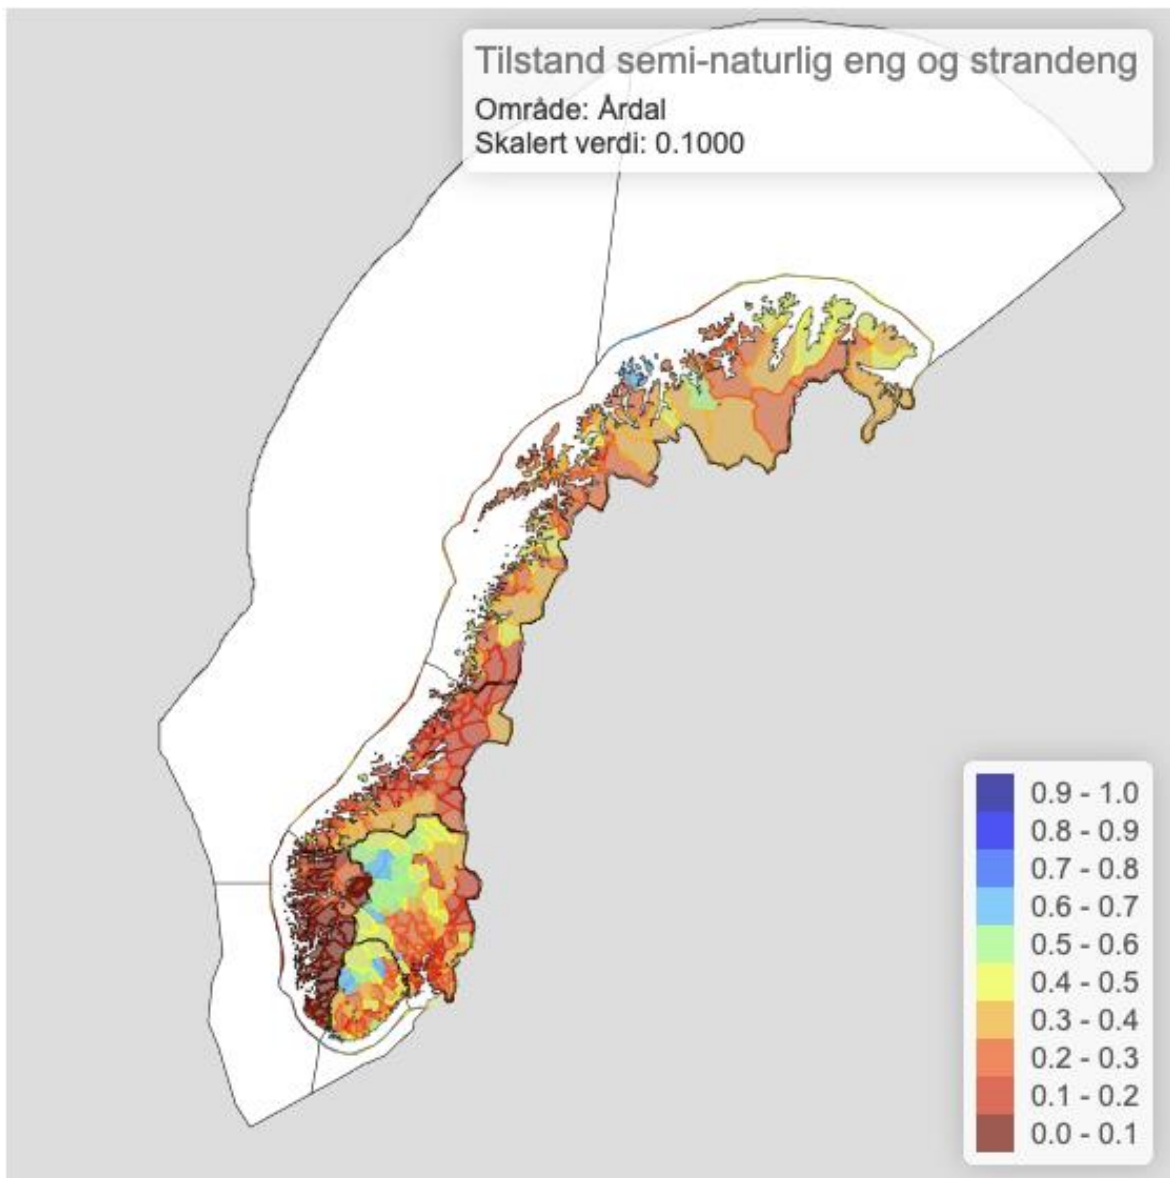 Tilstand semi-naturlig eng og strandeng
Område: Årdal
Skalert verdi: 0.1000
0.9 - 1.0
0.8 - 0.9
0.7 - 0.8
0.6 - 0.7
0.5 - 0.6
0.4 - 0.5
0.3 - 0.4
0.2 - 0.3
0.1 - 0.2
0.0 - 0.1